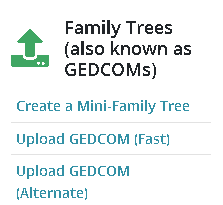 Family Trees
(also known as
GEDCOMs)
Create a Mini-Family Tree
Upload GEDCOM (Fast)
Upload GEDCOM
(Alternate)